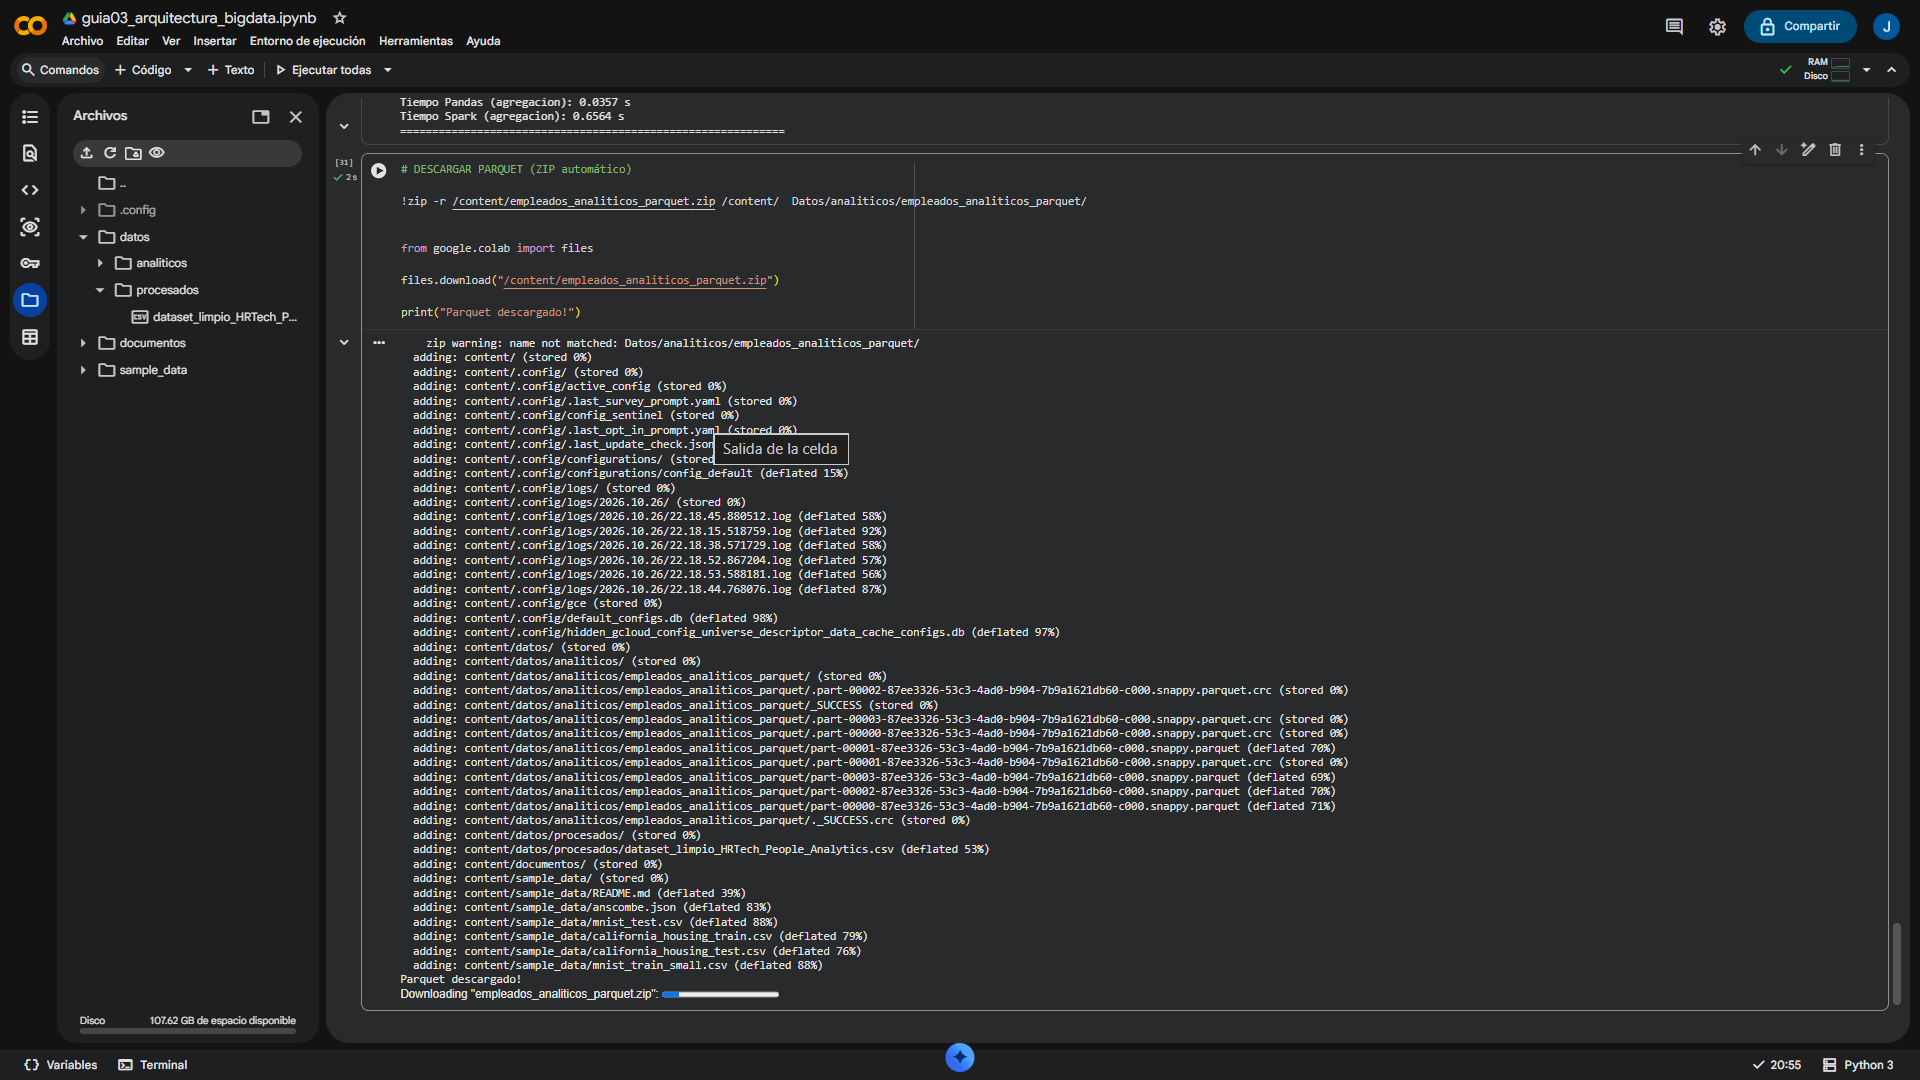 guia03_arquitectura_bigdata.ipynb
Archivo Editar Ver Insertar Entorno de ejecución Herramientas Ayuda
Compartir
J
Comandos + Código + Texto Ejecutar todas
RAM
Disco
Archivos
..
.config
datos
analiticos
procesados
CSV dataset_limpio_HRTech_P...
documentos
sample_data
Disco 107.62 GB de espacio disponible
Tiempo Pandas (agregacion): 0.0357 s
Tiempo Spark (agregacion): 0.6564 s
============================================================
[31]
2s
# DESCARGAR PARQUET (ZIP automático)
!zip -r /content/empleados_analiticos_parquet.zip /content/  Datos/analiticos/empleados_analiticos_parquet/
from google.colab import files
files.download("/content/empleados_analiticos_parquet.zip")
print("Parquet descargado!")
zip warning: name not matched: Datos/analiticos/empleados_analiticos_parquet/
adding: content/ (stored 0%)
adding: content/.config/ (stored 0%)
adding: content/.config/active_config (stored 0%)
adding: content/.config/.last_survey_prompt.yaml (stored 0%)
adding: content/.config/config_sentinel (stored 0%)
adding: content/.config/.last_opt_in_prompt.yaml (stored 0%)
adding: content/.config/.last_update_check.json
Salida de la celda
adding: content/.config/configurations/ (stored
adding: content/.config/configurations/config_default (deflated 15%)
adding: content/.config/logs/ (stored 0%)
adding: content/.config/logs/2026.10.26/ (stored 0%)
adding: content/.config/logs/2026.10.26/22.18.45.880512.log (deflated 58%)
adding: content/.config/logs/2026.10.26/22.18.15.518759.log (deflated 92%)
adding: content/.config/logs/2026.10.26/22.18.38.571729.log (deflated 58%)
adding: content/.config/logs/2026.10.26/22.18.52.867204.log (deflated 57%)
adding: content/.config/logs/2026.10.26/22.18.53.588181.log (deflated 56%)
adding: content/.config/logs/2026.10.26/22.18.44.768076.log (deflated 87%)
adding: content/.config/gce (stored 0%)
adding: content/.config/default_configs.db (deflated 98%)
adding: content/.config/hidden_gcloud_config_universe_descriptor_data_cache_configs.db (deflated 97%)
adding: content/datos/ (stored 0%)
adding: content/datos/analiticos/ (stored 0%)
adding: content/datos/analiticos/empleados_analiticos_parquet/ (stored 0%)
adding: content/datos/analiticos/empleados_analiticos_parquet/.part-00002-87ee3326-53c3-4ad0-b904-7b9a1621db60-c000.snappy.parquet.crc (stored 0%)
adding: content/datos/analiticos/empleados_analiticos_parquet/_SUCCESS (stored 0%)
adding: content/datos/analiticos/empleados_analiticos_parquet/.part-00003-87ee3326-53c3-4ad0-b904-7b9a1621db60-c000.snappy.parquet.crc (stored 0%)
adding: content/datos/analiticos/empleados_analiticos_parquet/.part-00000-87ee3326-53c3-4ad0-b904-7b9a1621db60-c000.snappy.parquet.crc (stored 0%)
adding: content/datos/analiticos/empleados_analiticos_parquet/part-00001-87ee3326-53c3-4ad0-b904-7b9a1621db60-c000.snappy.parquet (deflated 70%)
adding: content/datos/analiticos/empleados_analiticos_parquet/.part-00001-87ee3326-53c3-4ad0-b904-7b9a1621db60-c000.snappy.parquet.crc (stored 0%)
adding: content/datos/analiticos/empleados_analiticos_parquet/part-00003-87ee3326-53c3-4ad0-b904-7b9a1621db60-c000.snappy.parquet (deflated 69%)
adding: content/datos/analiticos/empleados_analiticos_parquet/part-00002-87ee3326-53c3-4ad0-b904-7b9a1621db60-c000.snappy.parquet (deflated 70%)
adding: content/datos/analiticos/empleados_analiticos_parquet/part-00000-87ee3326-53c3-4ad0-b904-7b9a1621db60-c000.snappy.parquet (deflated 71%)
adding: content/datos/analiticos/empleados_analiticos_parquet/._SUCCESS.crc (stored 0%)
adding: content/datos/procesados/ (stored 0%)
adding: content/datos/procesados/dataset_limpio_HRTech_People_Analytics.csv (deflated 53%)
adding: content/documentos/ (stored 0%)
adding: content/sample_data/ (stored 0%)
adding: content/sample_data/README.md (deflated 39%)
adding: content/sample_data/anscombe.json (deflated 83%)
adding: content/sample_data/mnist_test.csv (deflated 88%)
adding: content/sample_data/california_housing_train.csv (deflated 79%)
adding: content/sample_data/california_housing_test.csv (deflated 76%)
adding: content/sample_data/mnist_train_small.csv (deflated 88%)
Parquet descargado!
Downloading "empleados_analiticos_parquet.zip":
Variables Terminal
20:55 Python 3